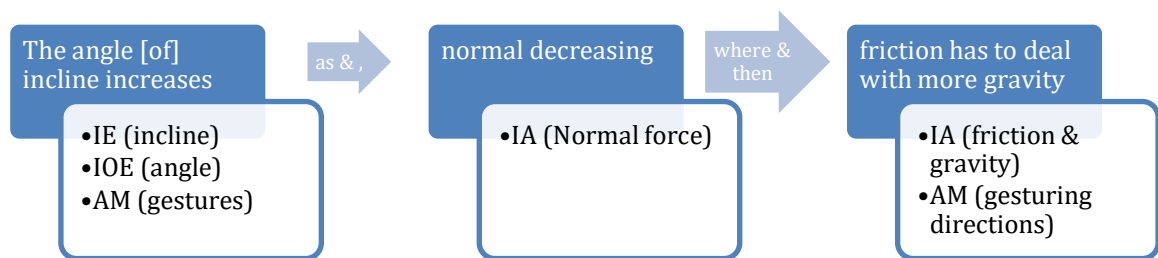 The angle [of]
incline increases
•IE (incline)
•IOE (angle)
•AM (gestures)
as & ,
normal decreasing
•IA (Normal force)
where &
then
friction has to deal
with more gravity
•IA (friction &
gravity)
•AM (gesturing
directions)